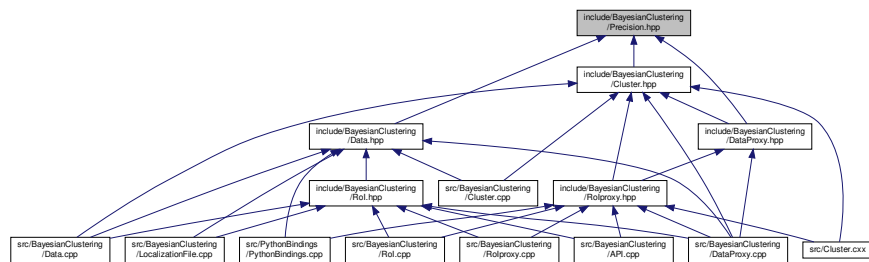 include/BayesianClustering
/Precision.hpp
include/BayesianClustering
/Cluster.hpp
include/BayesianClustering
/Data.hpp
include/BayesianClustering
/DataProxy.hpp
include/BayesianClustering
/RoI.hpp
src/BayesianClustering
/Cluster.cpp
include/BayesianClustering
/RoIproxy.hpp
src/BayesianClustering
/Data.cpp
src/BayesianClustering
/LocalizationFile.cpp
src/PythonBindings
/PythonBindings.cpp
src/BayesianClustering
/RoI.cpp
src/BayesianClustering
/RoIproxy.cpp
src/BayesianClustering
/API.cpp
src/BayesianClustering
/DataProxy.cpp
src/Cluster.cxx